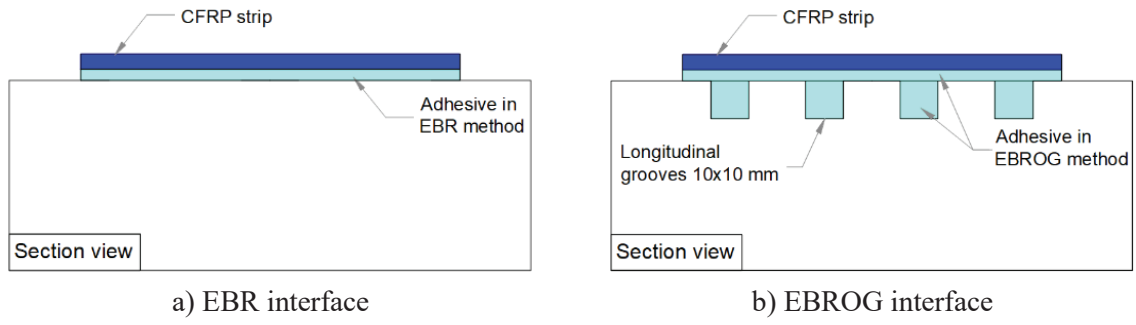 CFRP strip
Adhesive in
EBR method
Section view
a) EBR interface
CFRP strip
Longitudinal
grooves 10x10 mm
Adhesive in
EBROG method
Section view
b) EBROG interface